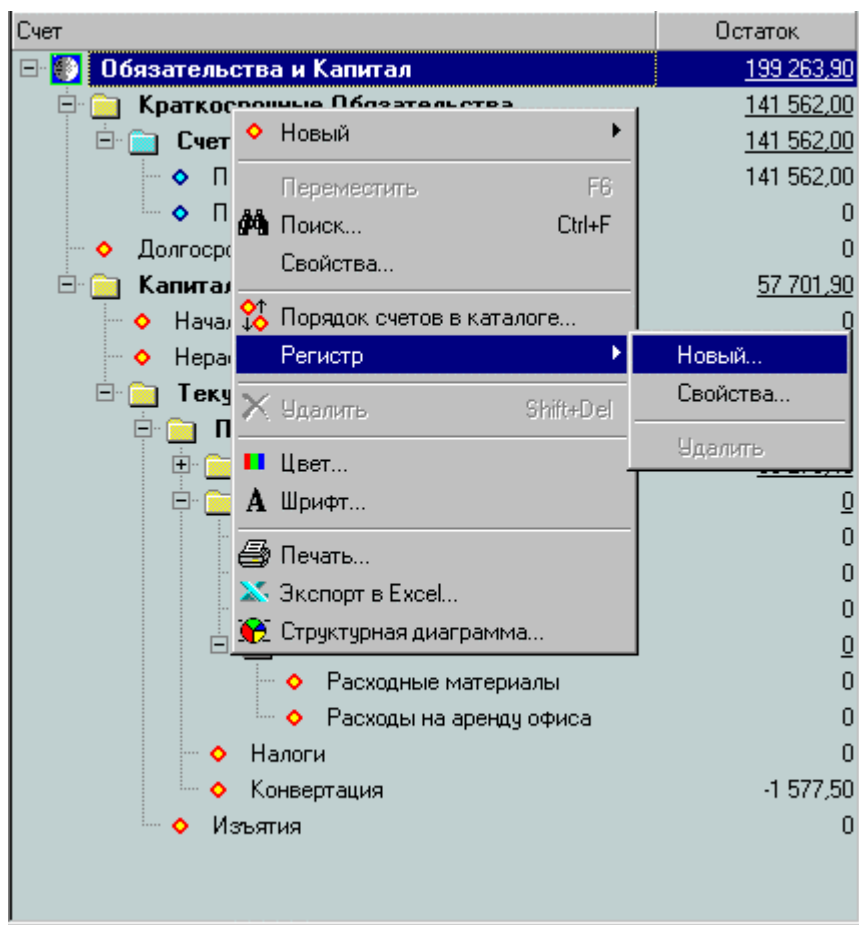 Счет Остаток
Обязательства и Капитал 199 263,90
Краткосрочные Обязательства 141 562,00
Счет 141 562,00
П 141 562,00
П 0
Долгосро 0
Капитал 57 701,90
Нача 0
Нера
Теку
П
0
0
0
0
0
Расходные материалы 0
Расходы на аренду офиса 0
Налоги 0
Конвертация -1 577,50
Изъятия 0
Новый
Переместить F6
Поиск... Ctrl+F
Свойства...
Порядок счетов в каталоге...
Регистр
Удалить Shift+Del
Цвет...
Шрифт...
Печать...
Экспорт в Excel...
Структурная диаграмма...
Новый...
Свойства...
Удалить